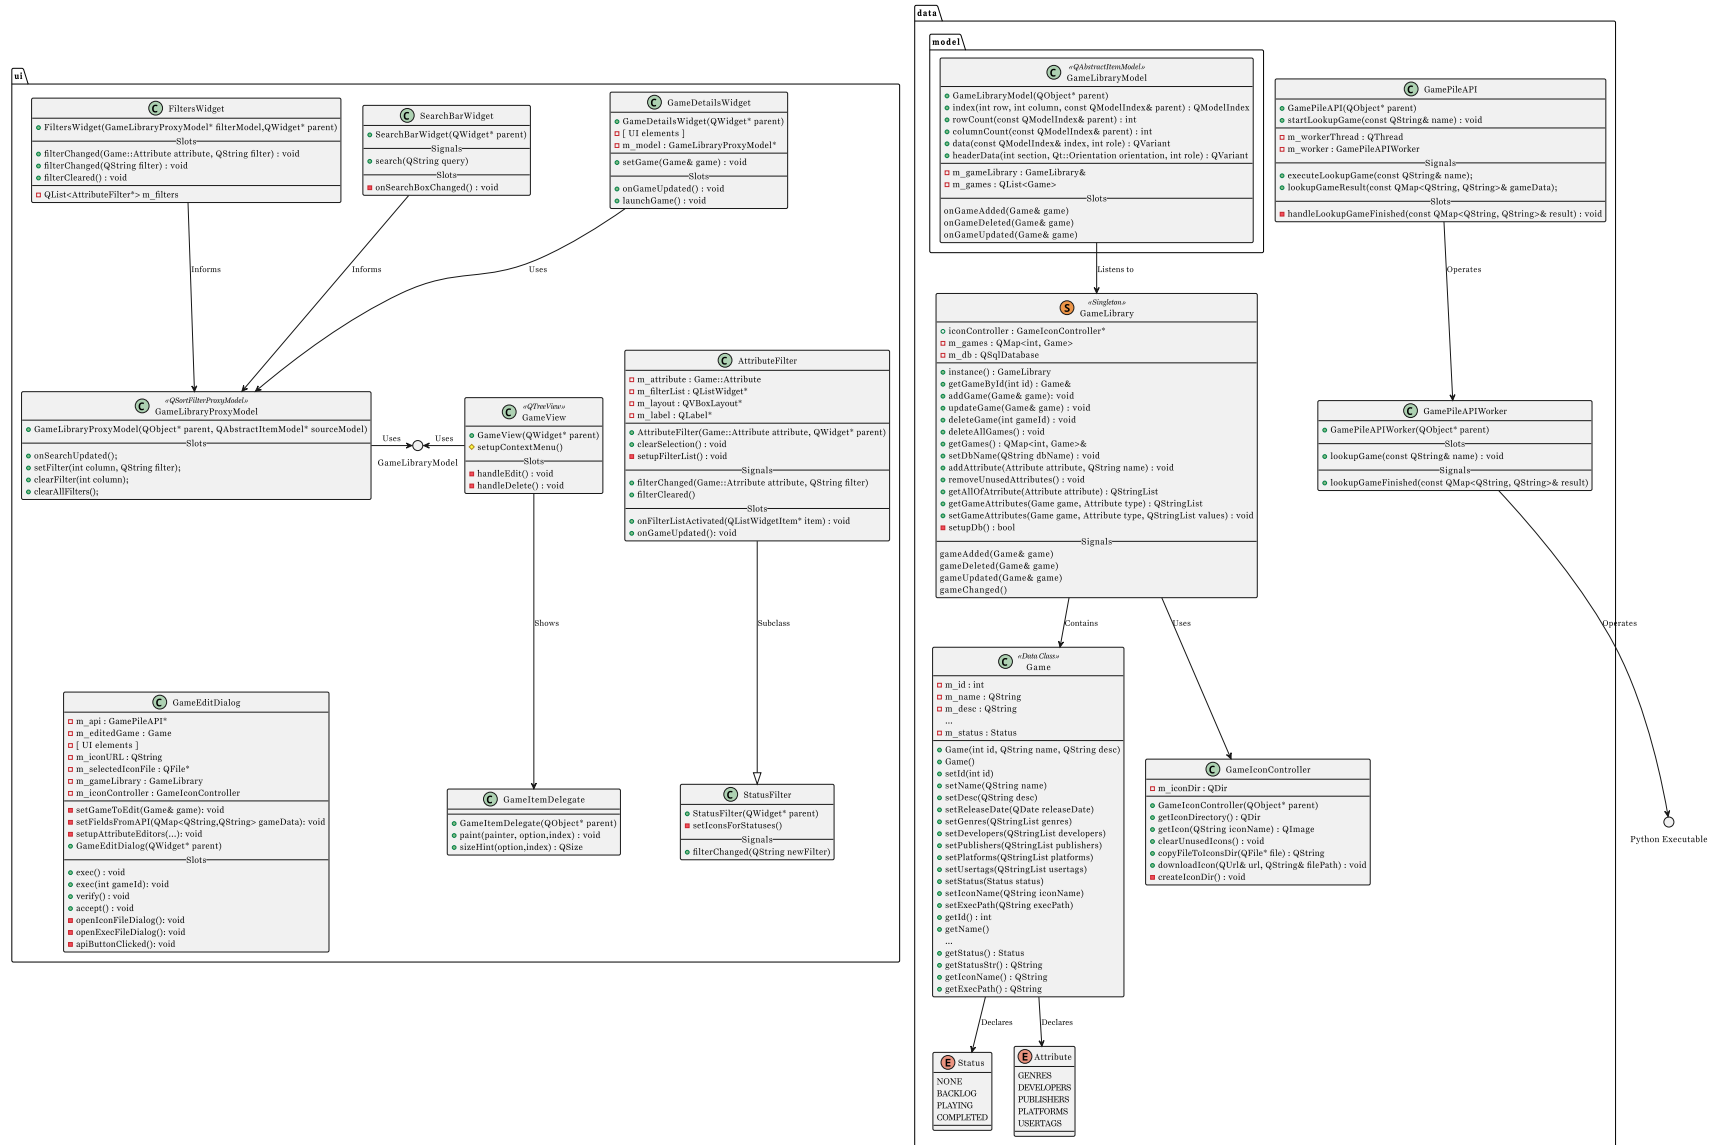 ui
FiltersWidget
FiltersWidget(GameLibraryProxyModel* filterModel,QWidget* parent)
Slots
filterChanged(Game::Attribute attribute, QString filter) : void
filterChanged(QString filter) : void
filterCleared() : void
QList<AttributeFilter*> m_filters
SearchBarWidget
SearchBarWidget(QWidget* parent)
Signals
search(QString query)
Slots
onSearchBoxChanged() : void
GameDetailsWidget
GameDetailsWidget(QWidget* parent)
[ UI elements ]
m_model : GameLibraryProxyModel*
setGame(Game& game) : void
Slots
onGameUpdated() : void
launchGame() : void
Informs
Informs
Uses
«QSortFilterProxyModel»
GameLibraryProxyModel
GameLibraryProxyModel(QObject* parent, QAbstractItemModel* sourceModel)
Slots
onSearchUpdated();
setFilter(int column, QString filter);
clearFilter(int column);
clearAllFilters();
Uses
Uses
GameLibraryModel
«QTreeView»
GameView
GameView(QWidget* parent)
setupContextMenu()
Slots
handleEdit() : void
handleDelete() : void
AttributeFilter
m_attribute : Game::Attribute
m_filterList : QListWidget*
m_layout : QVBoxLayout*
m_label : QLabel*
AttributeFilter(Game::Attribute attribute, QWidget* parent)
clearSelection() : void
setupFilterList() : void
Signals
filterChanged(Game::Attribute attribute, QString filter)
filterCleared()
Slots
onFilterListActivated(QListWidgetItem* item) : void
onGameUpdated(): void
Shows
Subclass
GameEditDialog
m_api : GamePileAPI*
m_editedGame : Game
[ UI elements ]
m_iconURL : QString
m_selectedIconFile : QFile*
m_gameLibrary : GameLibrary
m_iconController : GameIconController
setGameToEdit(Game& game): void
setFieldsFromAPI(QMap<QString,QString> gameData): void
setupAttributeEditors(...): void
GameEditDialog(QWidget* parent)
Slots
exec() : void
exec(int gameId): void
verify() : void
accept() : void
openIconFileDialog(): void
openExecFileDialog(): void
apiButtonClicked(): void
GameItemDelegate
GameItemDelegate(QObject* parent)
paint(painter, option,index) : void
sizeHint(option,index) : QSize
StatusFilter
StatusFilter(QWidget* parent)
setIconsForStatuses()
Signals
filterChanged(QString newFilter)
data
model
«QAbstractItemModel»
GameLibraryModel
GameLibraryModel(QObject* parent)
index(int row, int column, const QModelIndex& parent) : QModelIndex
rowCount(const QModelIndex& parent) : int
columnCount(const QModelIndex& parent) : int
data(const QModelIndex& index, int role) : QVariant
headerData(int section, Qt::Orientation orientation, int role) : QVariant
m_gameLibrary : GameLibrary&
m_games : QList<Game>
Slots
onGameAdded(Game& game)
onGameDeleted(Game& game)
onGameUpdated(Game& game)
GamePileAPI
GamePileAPI(QObject* parent)
startLookupGame(const QString& name) : void
m_workerThread : QThread
m_worker : GamePileAPIWorker
Signals
executeLookupGame(const QString& name);
lookupGameResult(const QMap<QString, QString>& gameData);
Slots
handleLookupGameFinished(const QMap<QString, QString>& result) : void
Listens to
Operates
«Singleton»
GameLibrary
iconController : GameIconController*
m_games : QMap<int, Game>
m_db : QSqlDatabase
instance() : GameLibrary
getGameById(int id) : Game&
addGame(Game& game): void
updateGame(Game& game) : void
deleteGame(int gameId) : void
deleteAllGames() : void
getGames() : QMap<int, Game>&
setDbName(QString dbName) : void
addAttribute(Attribute attribute, QString name) : void
removeUnusedAttributes() : void
getAllOfAtrribute(Attribute attribute) : QStringList
getGameAttributes(Game game, Attribute type) : QStringList
setGameAttributes(Game game, Attribute type, QStringList values) : void
setupDb() : bool
Signals
gameAdded(Game& game)
gameDeleted(Game& game)
gameUpdated(Game& game)
gameChanged()
GamePileAPIWorker
GamePileAPIWorker(QObject* parent)
Slots
lookupGame(const QString& name) : void
Signals
lookupGameFinished(const QMap<QString, QString>& result)
Contains
Uses
Operates
«Data Class»
Game
m_id : int
m_name : QString
m_desc : QString
...
m_status : Status
Game(int id, QString name, QString desc)
Game()
setId(int id)
setName(QString name)
setDesc(QString desc)
setReleaseDate(QDate releaseDate)
setGenres(QStringList genres)
setDevelopers(QStringList developers)
setPublishers(QStringList publishers)
setPlatforms(QStringList platforms)
setUsertags(QStringList usertags)
setStatus(Status status)
setIconName(QString iconName)
setExecPath(QString execPath)
getId() : int
getName()
...
getStatus() : Status
getStatusStr() : QString
getIconName() : QString
getExecPath() : QString
GameIconController
m_iconDir : QDir
GameIconController(QObject* parent)
getIconDirectory() : QDir
getIcon(QString iconName) : QImage
clearUnusedIcons() : void
copyFileToIconsDir(QFile* file) : QString
downloadIcon(QUrl& url, QString& filePath) : void
createIconDir() : void
Python Executable
Declares
Declares
Status
NONE
BACKLOG
PLAYING
COMPLETED
Attribute
GENRES
DEVELOPERS
PUBLISHERS
PLATFORMS
USERTAGS